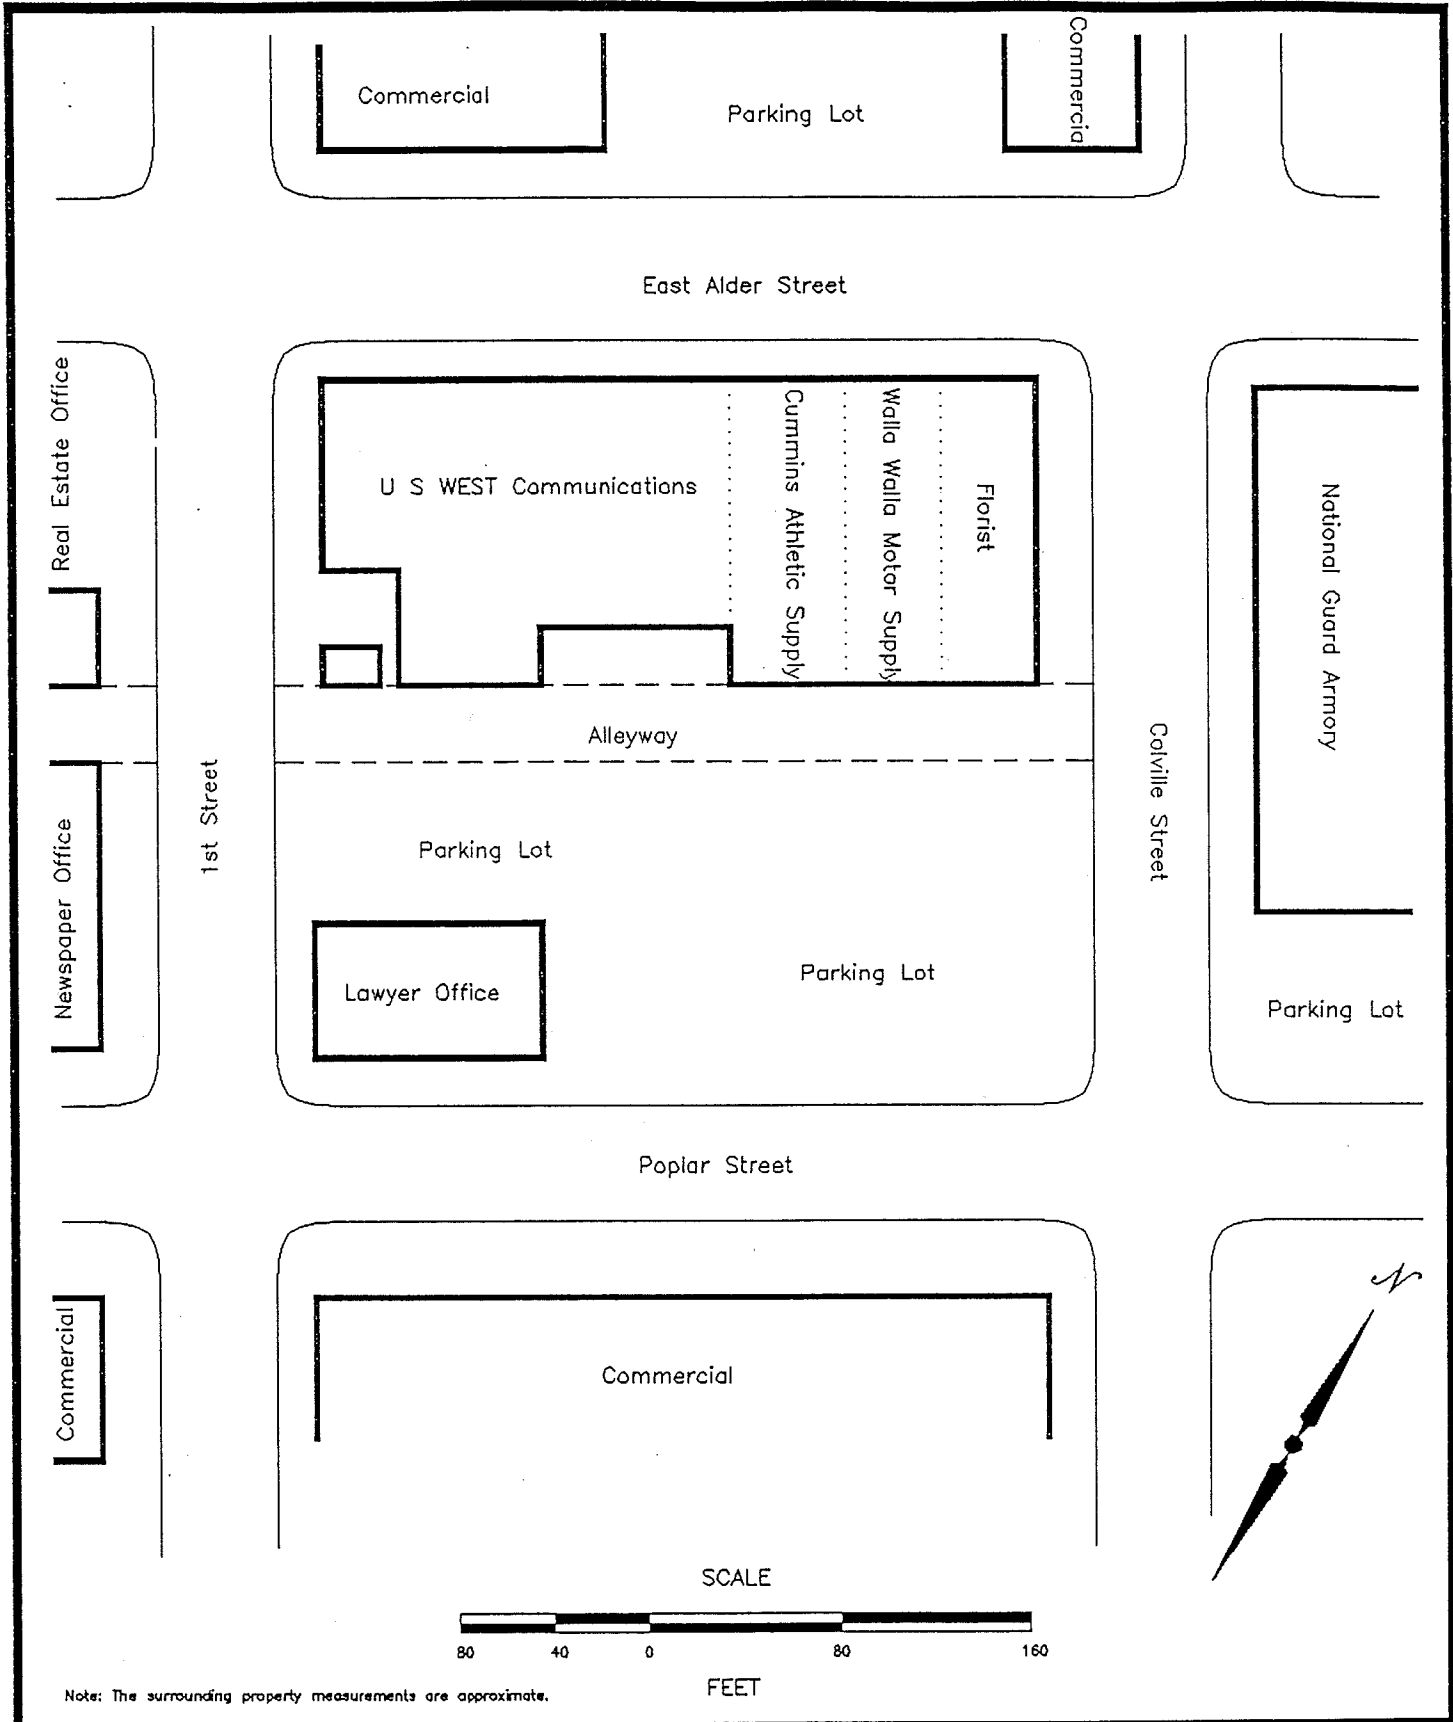 Commercial
Parking Lot
Commercia
East Alder Street
Real Estate Office
U S WEST Communications
Cummins Athletic Supply
Walla Walla Motor Supply
Florist
National Guard Armory
Alleyway
1st Street
Colville Street
Newspaper Office
Parking Lot
Lawyer Office
Parking Lot
Parking Lot
Poplar Street
N
Commercial
Commercial
SCALE
80 40 0 80 160
FEET
Note: The surrounding property measurements are approximate.